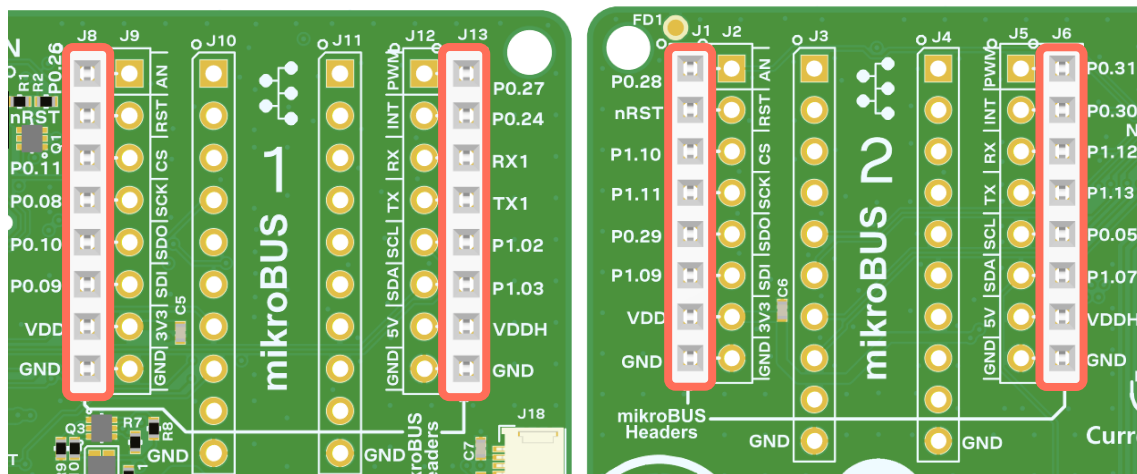 N
J8
J9
J10
J11
J12
J13
P0.26
AN
PWM
P0.27
R1
R2
nRST
RST
INT
P0.24
Q1
P0.11
CS
RX
RX1
P0.08
SCK
TX
TX1
P0.10
SDO
SCL
P1.02
P0.09
SDI
SDA
P1.03
VDD
3V3
C5
5V
VDDH
GND
GND
GND
GND
mikroBUS 1
Q3
R7
R8
GND
GND
C7
J18
FD1
J1
J2
J3
J4
J5
J6
P0.28
AN
PWM
P0.31
nRST
RST
INT
P0.30
N
P1.10
CS
RX
P1.12
P1.11
SCK
TX
P1.13
P0.29
SDO
SCL
P0.05
P1.09
SDI
SDA
P1.07
C6
VDD
3V3
5V
VDDH
GND
GND
GND
GND
mikroBUS 2
mikroBUS
Headers
GND
GND
Curr